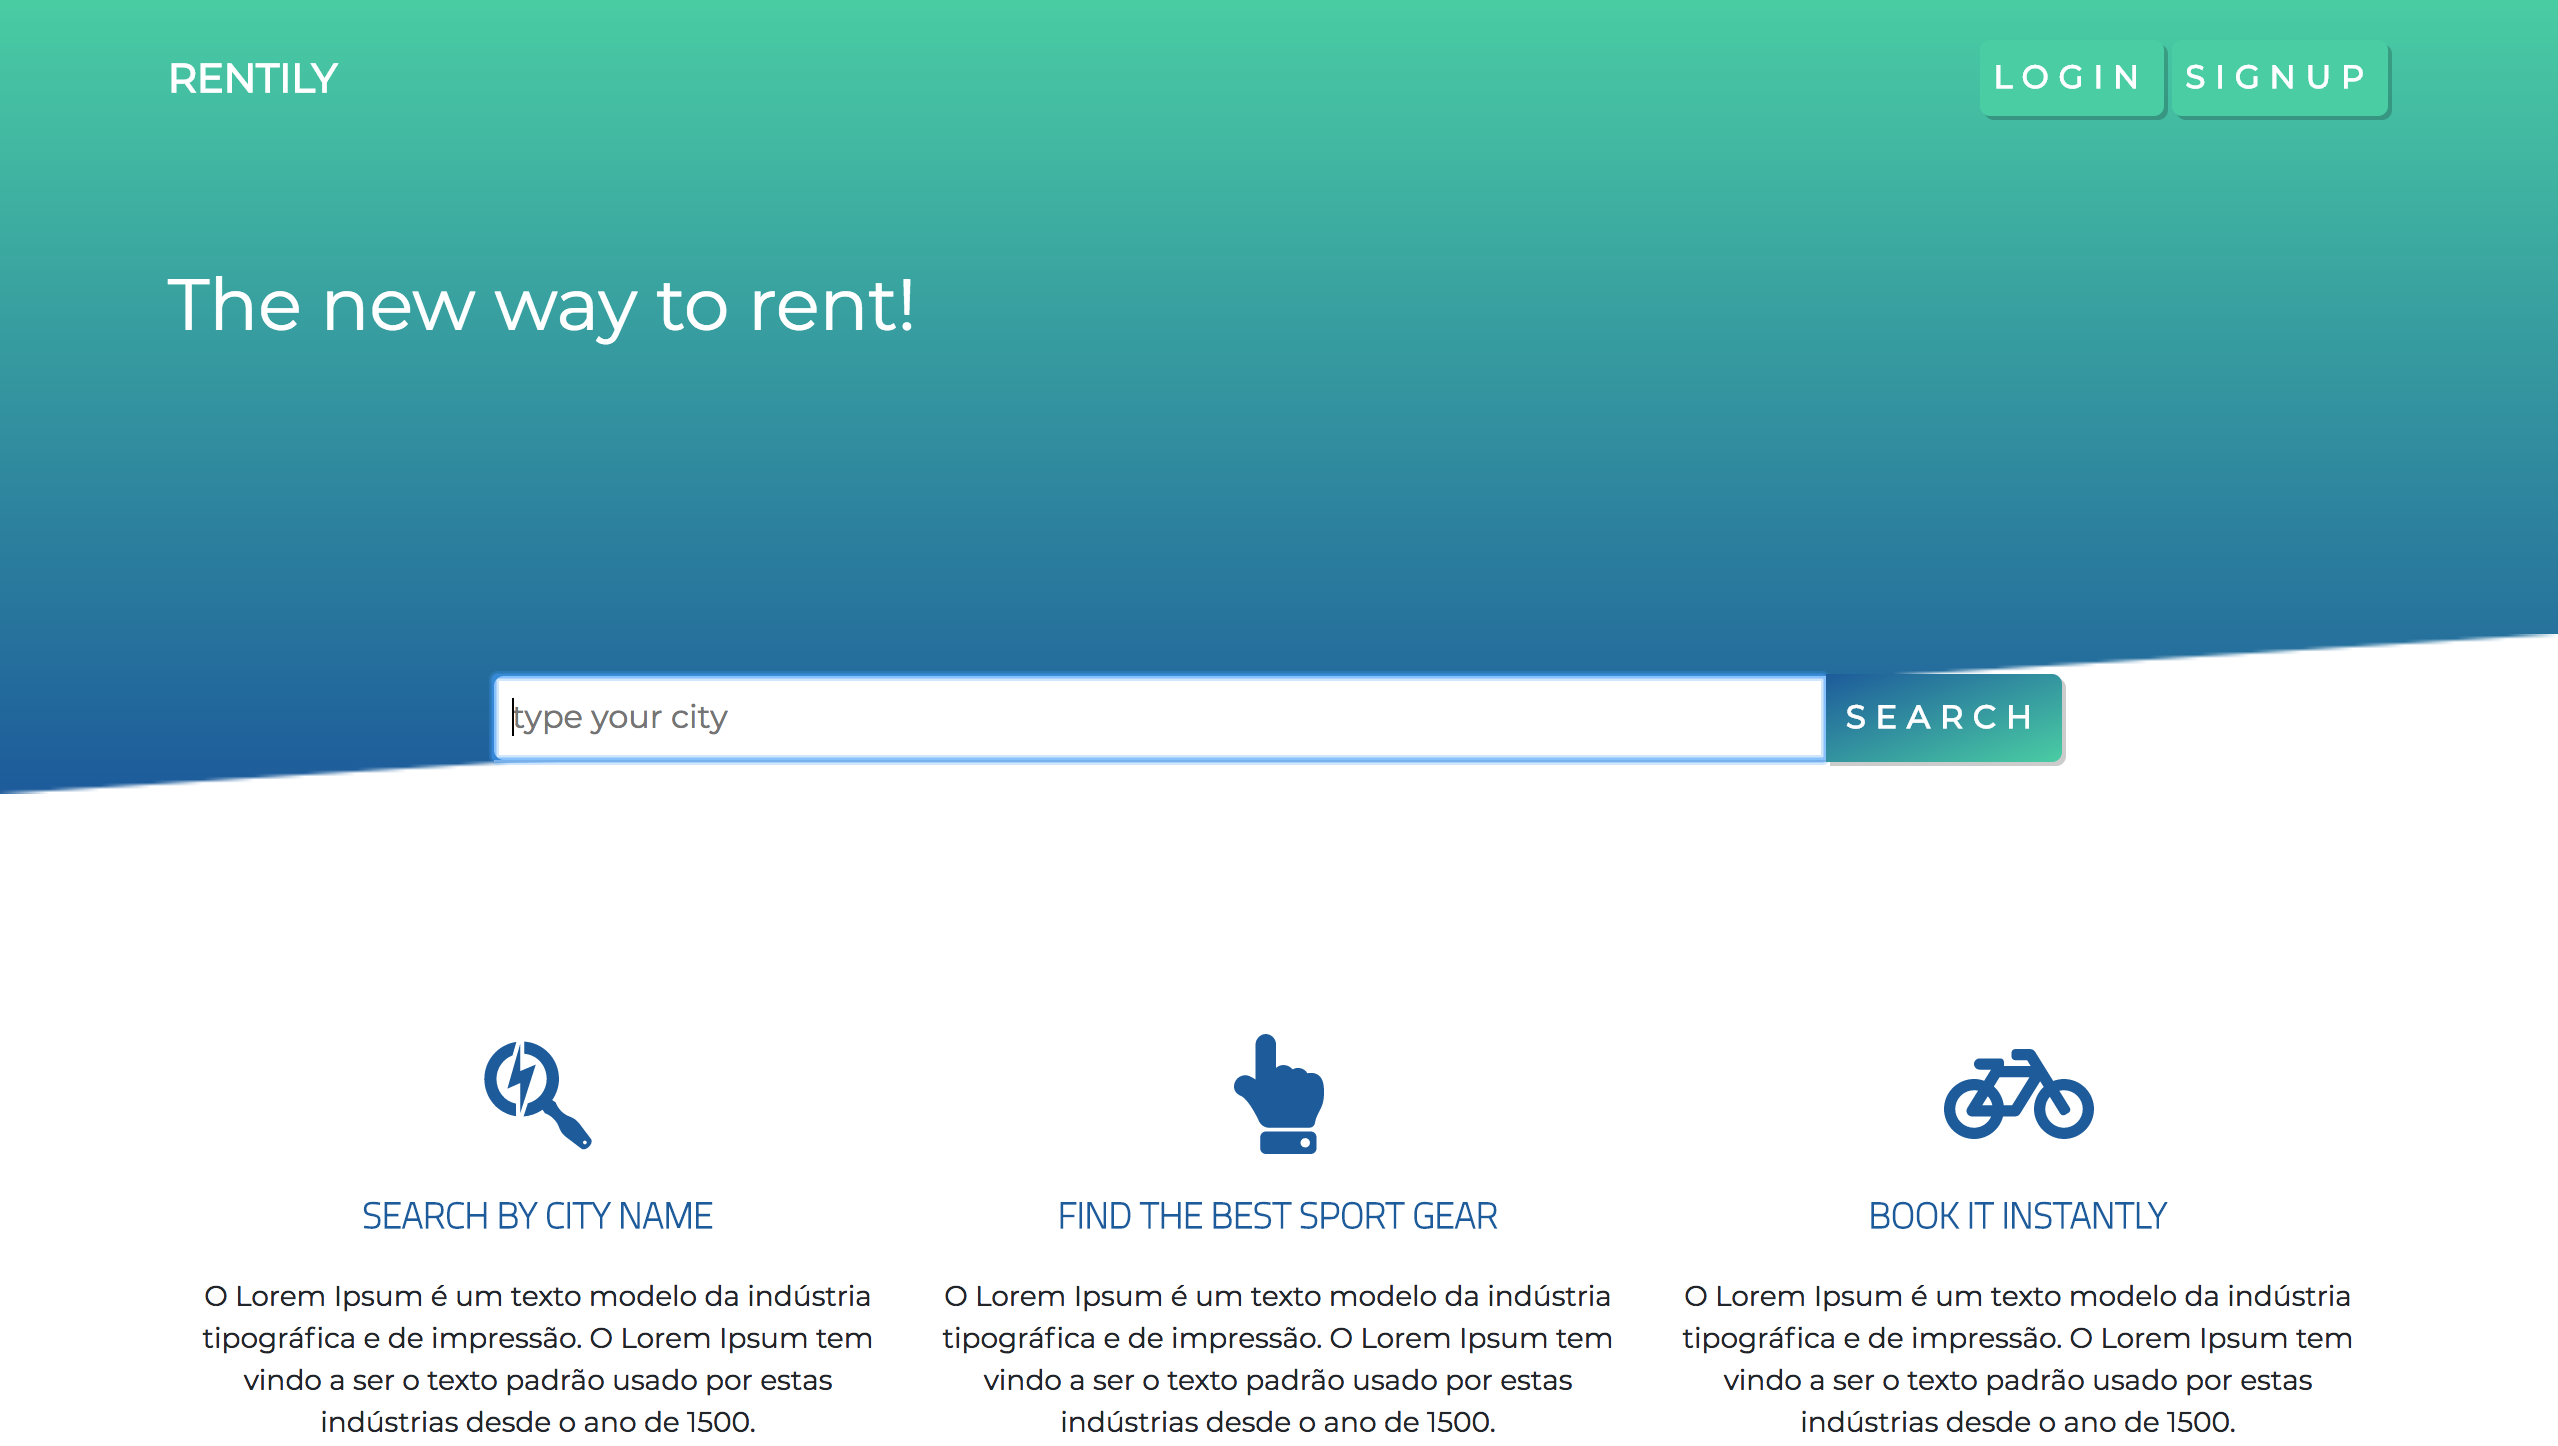 RENTILY
LOGIN
SIGNUP
The new way to rent!
type your city
SEARCH
SEARCH BY CITY NAME
O Lorem Ipsum é um texto modelo da indústria
tipográfica e de impressão. O Lorem Ipsum tem
vindo a ser o texto padrão usado por estas
indústrias desde o ano de 1500.
FIND THE BEST SPORT GEAR
O Lorem Ipsum é um texto modelo da indústria
tipográfica e de impressão. O Lorem Ipsum tem
vindo a ser o texto padrão usado por estas
indústrias desde o ano de 1500.
BOOK IT INSTANTLY
O Lorem Ipsum é um texto modelo da indústria
tipográfica e de impressão. O Lorem Ipsum tem
vindo a ser o texto padrão usado por estas
indústrias desde o ano de 1500.